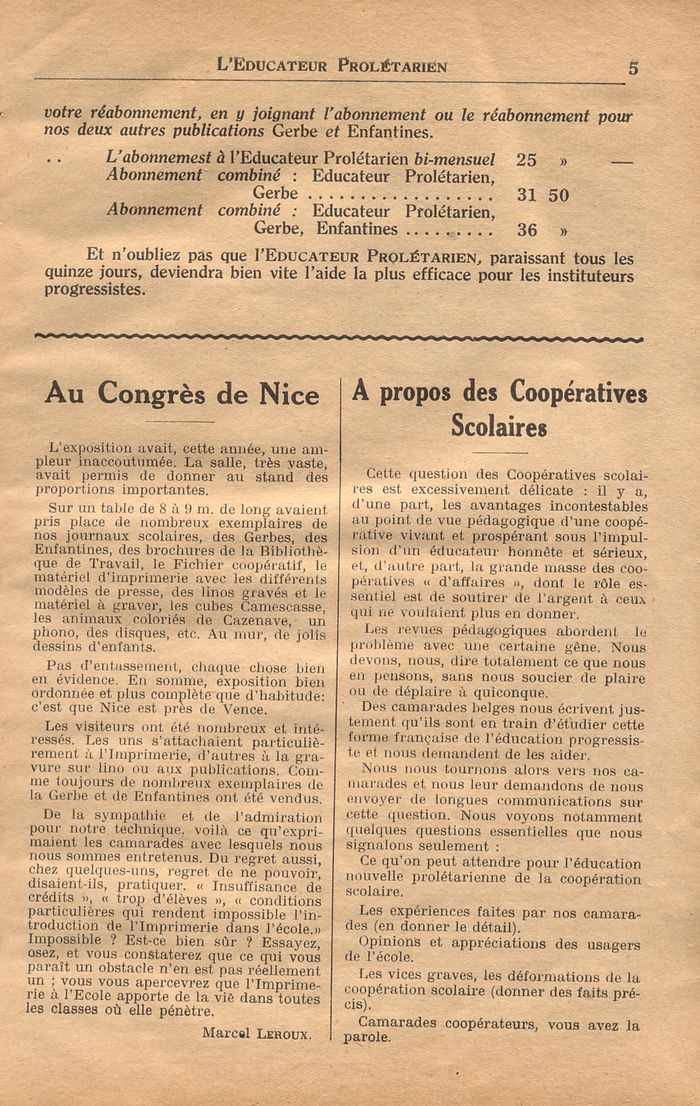 L'EDUCATEUR PROLÉTARIEN 5
votre réabonnement, en y joignant l'abonnement ou le réabonnement pour
nos deux autres publications Gerbe et Enfantines.
. . L'abonnemest à l'Educateur Prolétarien bi-mensuel 25 » —
Abonnement combiné : Educateur Prolétarien,
Gerbe .................. 31 50
Abonnement combiné : Educateur Prolétarien,
Gerbe, Enfantines ......... 36 »
Et n'oubliez pas que l'EDUCATEUR PROLÉTARIEN, paraissant tous les
quinze jours, deviendra bien vite l'aide la plus efficace pour les instituteurs
progressistes.
Au Congrès de Nice
L'exposition avait, cette année, une am-
pleur inaccoutumée. La salle, très vaste,
avait permis de donner au stand des
proportions importantes.
Sur un table de 8 à 9 m. de long avaient
pris place de nombreux exemplaires de
nos journaux scolaires, des Gerbes, des
Enfantines, des brochures de la Bibliothè-
que de Travail, le Fichier coopératif, le
matériel d'imprimerie avec les différents
modèles de presse, des linos gravés et le
matériel à graver, les cubes Camescasse,
les animaux coloriés de Cazenave, un
phono, des disques, etc. Au mur, de jolis
dessins d'enfants.
Pas d'entassement, chaque chose bien
en évidence. En somme, exposition bien
ordonnée et plus complète que d'habitude:
c'est que Nice est près de Vence.
Les visiteurs ont été nombreux et inté-
ressés. Les uns s'attachaient particuliè-
rement à l'Imprimerie, d'autres à la gra-
vure sur lino ou aux publications. Com-
me toujours de nombreux exemplaires de
la Gerbe et de Enfantines ont été vendus.
De la sympathie et de l'admiration
pour notre technique, voilà ce qu'expri-
maient les camarades avec lesquels nous
nous sommes entretenus. Du regret aussi,
chez quelques-uns, regret de ne pouvoir,
disaient-ils, pratiquer. « Insuffisance de
crédits », « trop d'élèves », « conditions
particulières qui rendent impossible l'in-
troduction de l'Imprimerie dans l'école.»
Impossible ? Est-ce bien sûr ? Essayez,
osez, et vous constaterez que ce qui vous
paraît un obstacle n'en est pas réellement
un ; vous vous apercevrez que l'Imprime-
rie à l'Ecole apporte de la vie dans toutes
les classes où elle pénètre.
Marcel LEROUX.
A propos des Coopératives
Scolaires
Cette question des Coopératives scolai-
res est excessivement délicate : il y a,
d'une part, les avantages incontestables
au point de vue pédagogique d'une coopé-
rative vivant et prospérant sous l'impul-
sion d'un éducateur honnête et sérieux,
et, d'autre part, la grande masse des coo-
pératives « d'affaires », dont le rôle es-
sentiel est de soutirer de l'argent à ceux
qui ne voulaient plus en donner.
Les revues pédagogiques abordent le
problème avec une certaine gêne. Nous
devons, nous, dire totalement ce que nous
en pensons, sans nous soucier de plaire
ou de déplaire à quiconque.
Des camarades belges nous écrivent jus-
tement qu'ils sont en train d'étudier cette
forme française de l'éducation progressis-
te et nous demandent de les aider.
Nous nous tournons alors vers nos ca-
marades et nous leur demandons de nous
envoyer de longues communications sur
cette question. Nous voyons notamment
quelques questions essentielles que nous
signalons seulement :
Ce qu'on peut attendre pour l'éducation
nouvelle prolétarienne de la coopération
scolaire.
Les expériences faites par nos camara-
des (en donner le détail).
Opinions et appréciations des usagers
de l'école.
Les vices graves, les déformations de la
coopération scolaire (donner des faits pré-
cis).
Camarades coopérateurs, vous avez la
parole.